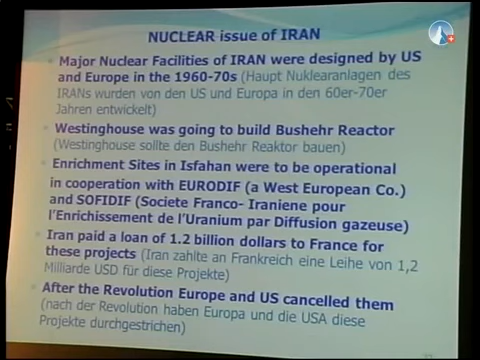 NUCLEAR issue of IRAN
Major Nuclear Facilities of IRAN were designed by US
and Europe in the 1960-70s (Haupt Nuklearanlagen des
IRANs wurden von den US und Europa in den 60er-70er
Jahren entwickelt)
Westinghouse was going to build Bushehr Reactor
(Westinghouse sollte den Bushehr Reaktor bauen)
Enrichment Sites in Isfahan were to be operational
in cooperation with EURODIF (a West European Co.)
and SOFIDIF (Societe Franco- Iraniene pour
l'Enrichissement de l'Uranium par Diffusion gazeuse)
Iran paid a loan of 1.2 billion dollars to France for
these projects (Iran zahlte an Frankreich eine Leihe von 1,2
Milliarde USD für diese Projekte)
After the Revolution Europe and US cancelled them
(nach der Revolution haben Europa und die USA diese
Projekte durchgestrichen)